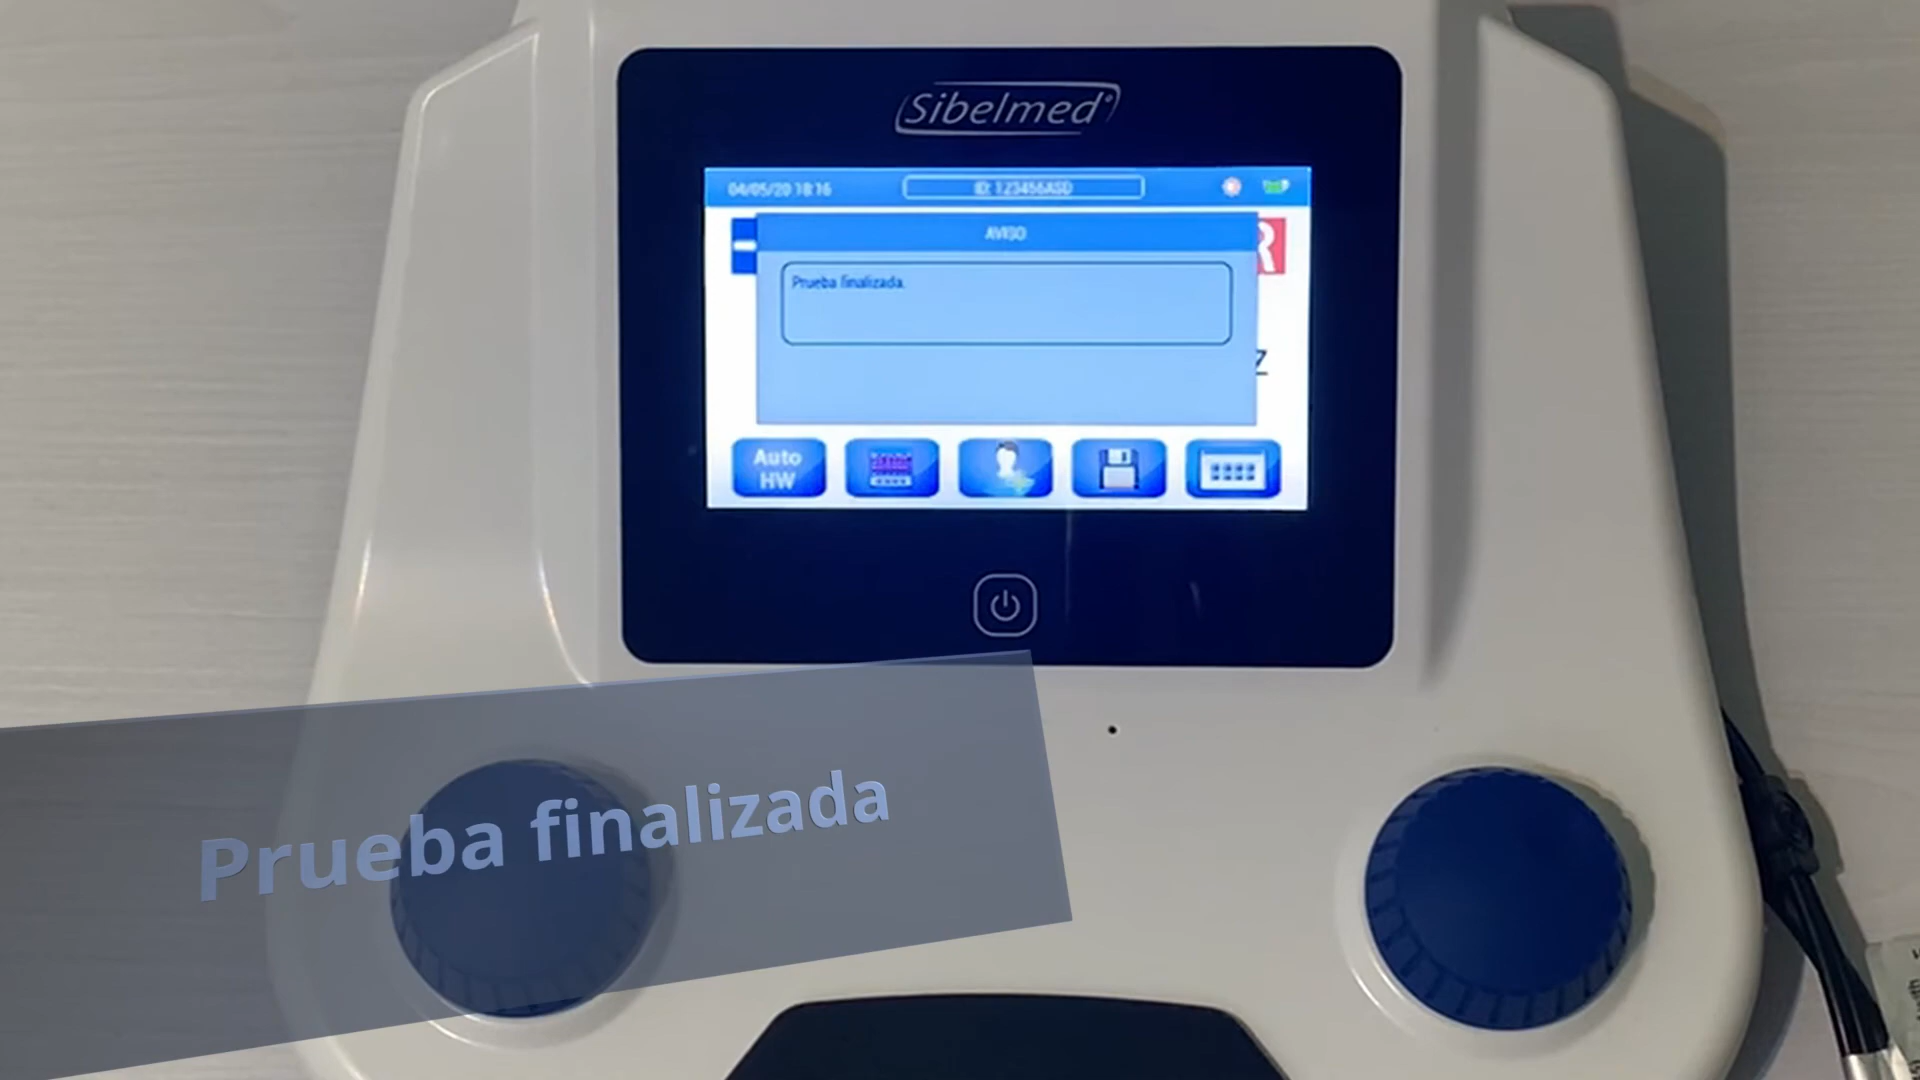 Sibelmed
04/05/20 18:16
ID: 123456ASD
AVISO
Prueba finalizada.
R
Z
Auto
HW
Prueba finalizada